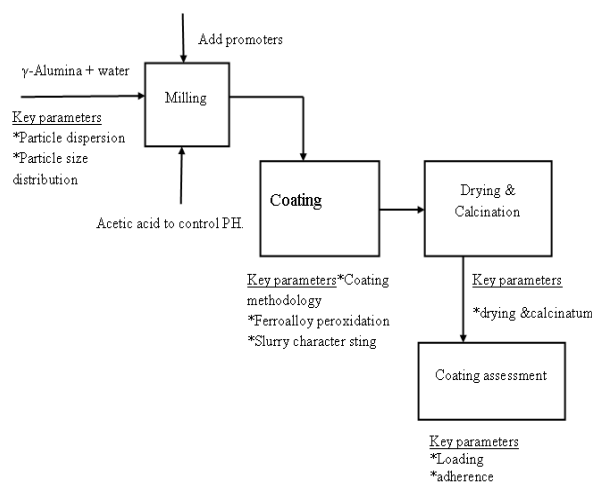 Add promoters
γ-Alumina + water
Milling
Key parameters
*Particle dispersion
*Particle size
distribution
Acetic acid to control PH.
Coating
Drying &
Calcination
Key parameters*Coating
methodology
*Ferroalloy peroxidation
*Slurry character sting
Key parameters
*drying &calcinatum
Coating assessment
Key parameters
*Loading
*adherence